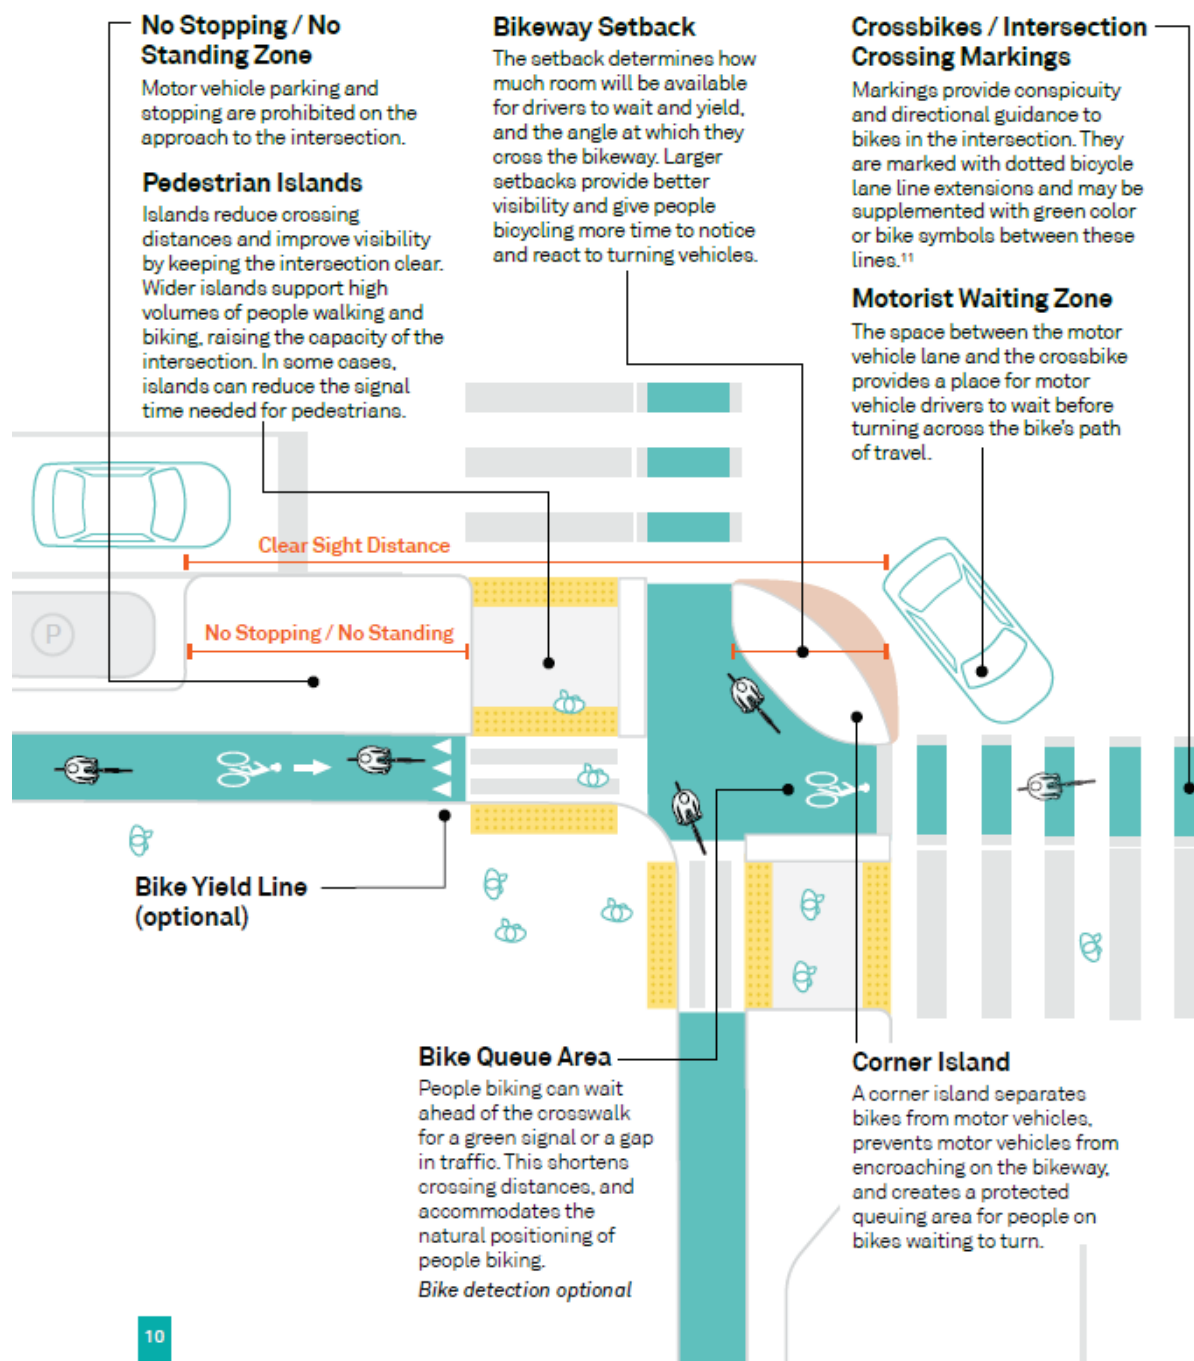 No Stopping / No
Standing Zone
Motor vehicle parking and
stopping are prohibited on the
approach to the intersection.
Pedestrian Islands
Islands reduce crossing
distances and improve visibility
by keeping the intersection clear.
Wider islands support high
volumes of people walking and
biking, raising the capacity of the
intersection. In some cases,
islands can reduce the signal
time needed for pedestrians.
Bikeway Setback
The setback determines how
much room will be available
for drivers to wait and yield,
and the angle at which they
cross the bikeway. Larger
setbacks provide better
visibility and give people
bicycling more time to notice
and react to turning vehicles.
Crossbikes / Intersection
Crossing Markings
Markings provide conspicuity
and directional guidance to
bikes in the intersection. They
are marked with dotted bicycle
lane line extensions and may be
supplemented with green color
or bike symbols between these
lines.¹¹
Motorist Waiting Zone
The space between the motor
vehicle lane and the crossbike
provides a place for motor
vehicle drivers to wait before
turning across the bike's path
of travel.
Clear Sight Distance
No Stopping / No Standing
P
Bike Yield Line
(optional)
Bike Queue Area
People biking can wait
ahead of the crosswalk
for a green signal or a gap
in traffic. This shortens
crossing distances, and
accommodates the
natural positioning of
people biking.
Bike detection optional
Corner Island
A corner island separates
bikes from motor vehicles,
prevents motor vehicles from
encroaching on the bikeway,
and creates a protected
queuing area for people on
bikes waiting to turn.
10